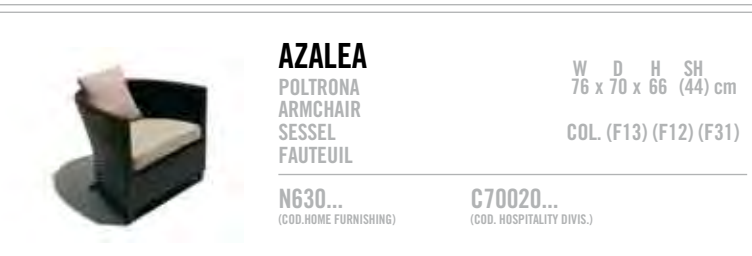 AZALEA
POLTRONA
ARMCHAIR
SESSEL
FAUTEUIL
W D H SH
76 x 70 x 66 (44) cm
COL. (F13) (F12) (F31)
N630...
(COD.HOME FURNISHING)
C70020...
(COD. HOSPITALITY DIVIS.)